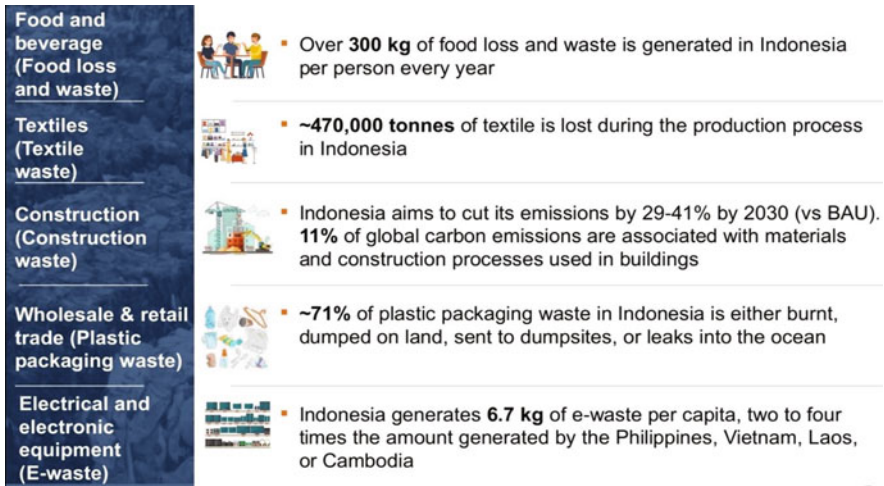 Food and
beverage
(Food loss
and waste)
▪ Over 300 kg of food loss and waste is generated in Indonesia
per person every year
Textiles
(Textile
waste)
▪ ~470,000 tonnes of textile is lost during the production process
in Indonesia
Construction
(Construction
waste)
▪ Indonesia aims to cut its emissions by 29-41% by 2030 (vs BAU).
11% of global carbon emissions are associated with materials
and construction processes used in buildings
Wholesale & retail
trade (Plastic
packaging waste)
▪ ~71% of plastic packaging waste in Indonesia is either burnt,
dumped on land, sent to dumpsites, or leaks into the ocean
Electrical and
electronic
equipment
(E-waste)
▪ Indonesia generates 6.7 kg of e-waste per capita, two to four
times the amount generated by the Philippines, Vietnam, Laos,
or Cambodia